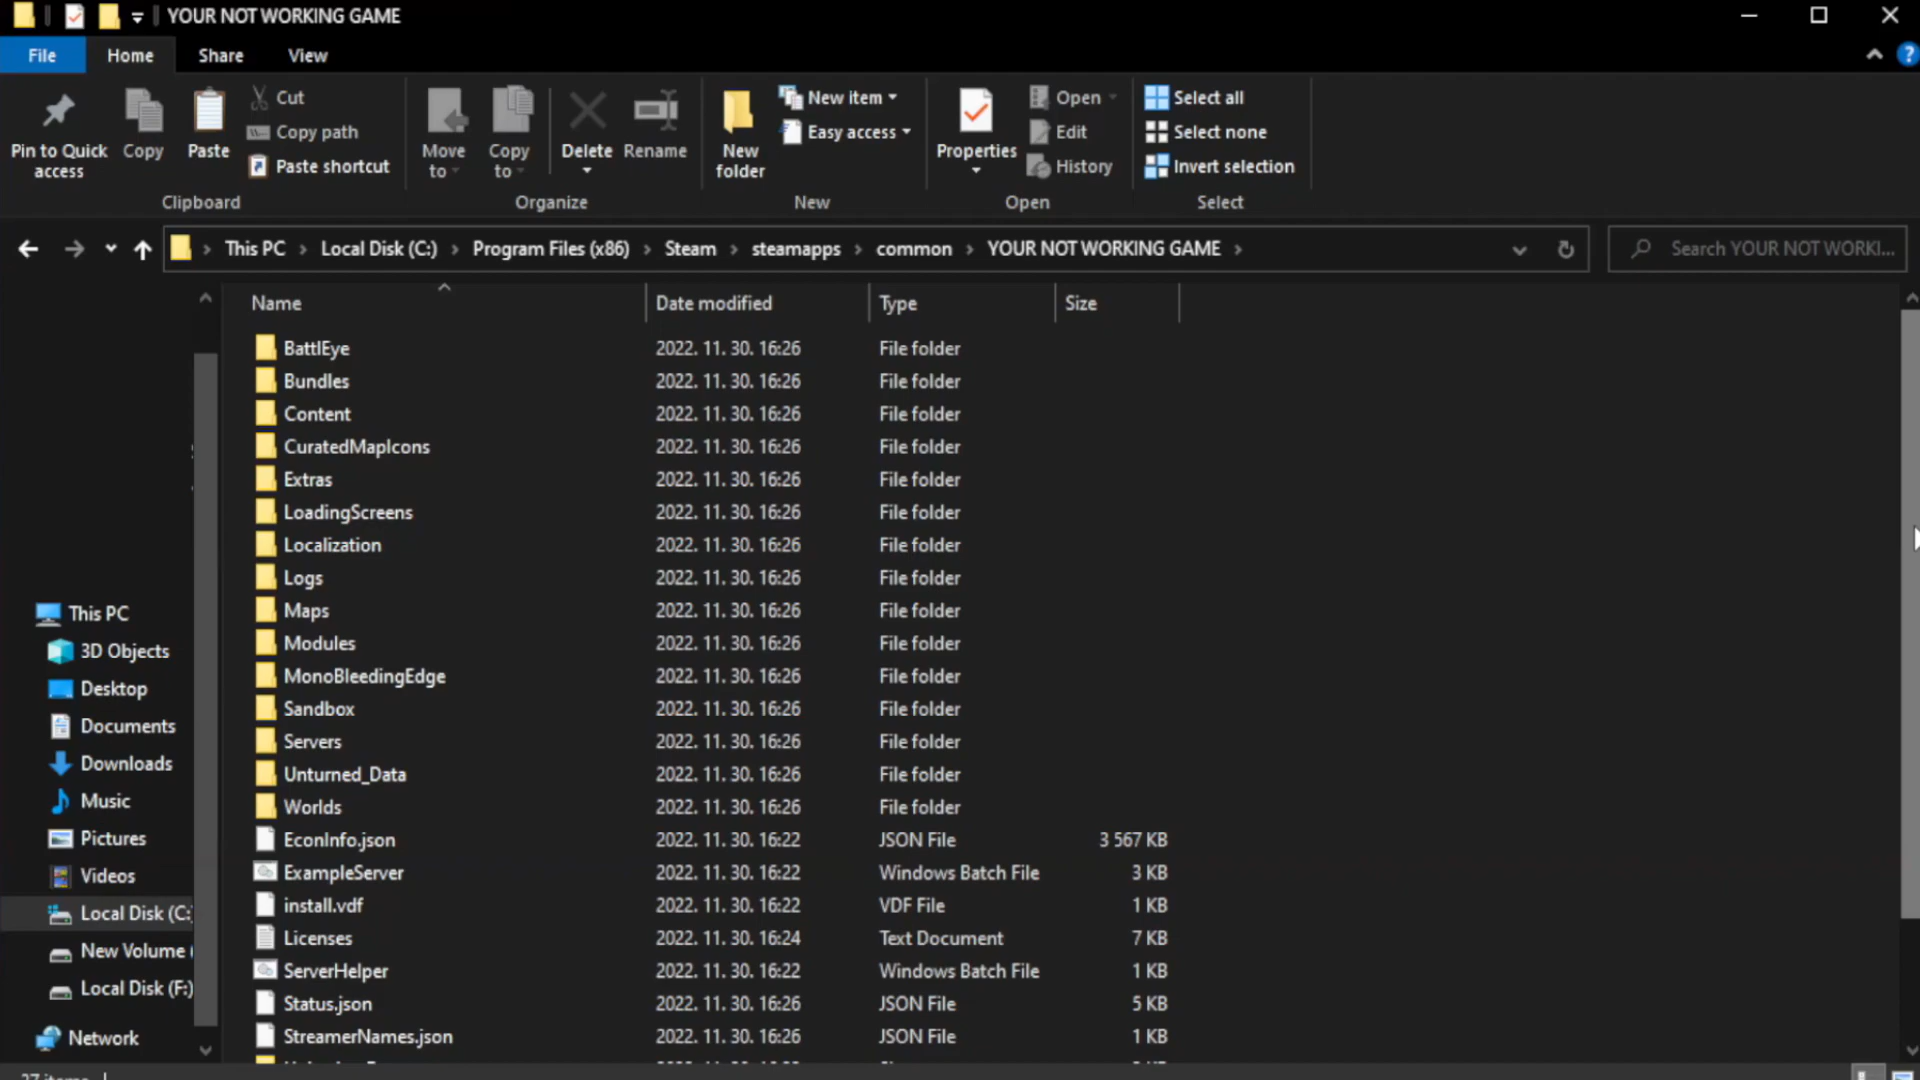 YOUR NOT WORKING GAME
File Home Share View
Pin to Quick access
Copy
Paste
Cut
Copy path
Paste shortcut
Clipboard
Move to
Copy to
Delete
Rename
Organize
New folder
New item
Easy access
New
Properties
Open
Edit
History
Open
Select all
Select none
Invert selection
Select
This PC Local Disk (C:) Program Files (x86) Steam steamapps common YOUR NOT WORKING GAME
Search YOUR NOT WORKI...
Name Date modified Type Size
BattlEye 2022. 11. 30. 16:26 File folder
Bundles 2022. 11. 30. 16:26 File folder
Content 2022. 11. 30. 16:26 File folder
CuratedMapIcons 2022. 11. 30. 16:26 File folder
Extras 2022. 11. 30. 16:26 File folder
LoadingScreens 2022. 11. 30. 16:26 File folder
Localization 2022. 11. 30. 16:26 File folder
Logs 2022. 11. 30. 16:26 File folder
Maps 2022. 11. 30. 16:26 File folder
Modules 2022. 11. 30. 16:26 File folder
MonoBleedingEdge 2022. 11. 30. 16:26 File folder
Sandbox 2022. 11. 30. 16:26 File folder
Servers 2022. 11. 30. 16:26 File folder
Unturned_Data 2022. 11. 30. 16:26 File folder
Worlds 2022. 11. 30. 16:26 File folder
EconInfo.json 2022. 11. 30. 16:22 JSON File 3 567 KB
ExampleServer 2022. 11. 30. 16:22 Windows Batch File 3 KB
install.vdf 2022. 11. 30. 16:22 VDF File 1 KB
Licenses 2022. 11. 30. 16:24 Text Document 7 KB
ServerHelper 2022. 11. 30. 16:22 Windows Batch File 1 KB
Status.json 2022. 11. 30. 16:26 JSON File 5 KB
StreamerNames.json 2022. 11. 30. 16:26 JSON File 1 KB
This PC
3D Objects
Desktop
Documents
Downloads
Music
Pictures
Videos
Local Disk (C:)
New Volume (
Local Disk (F:)
Network